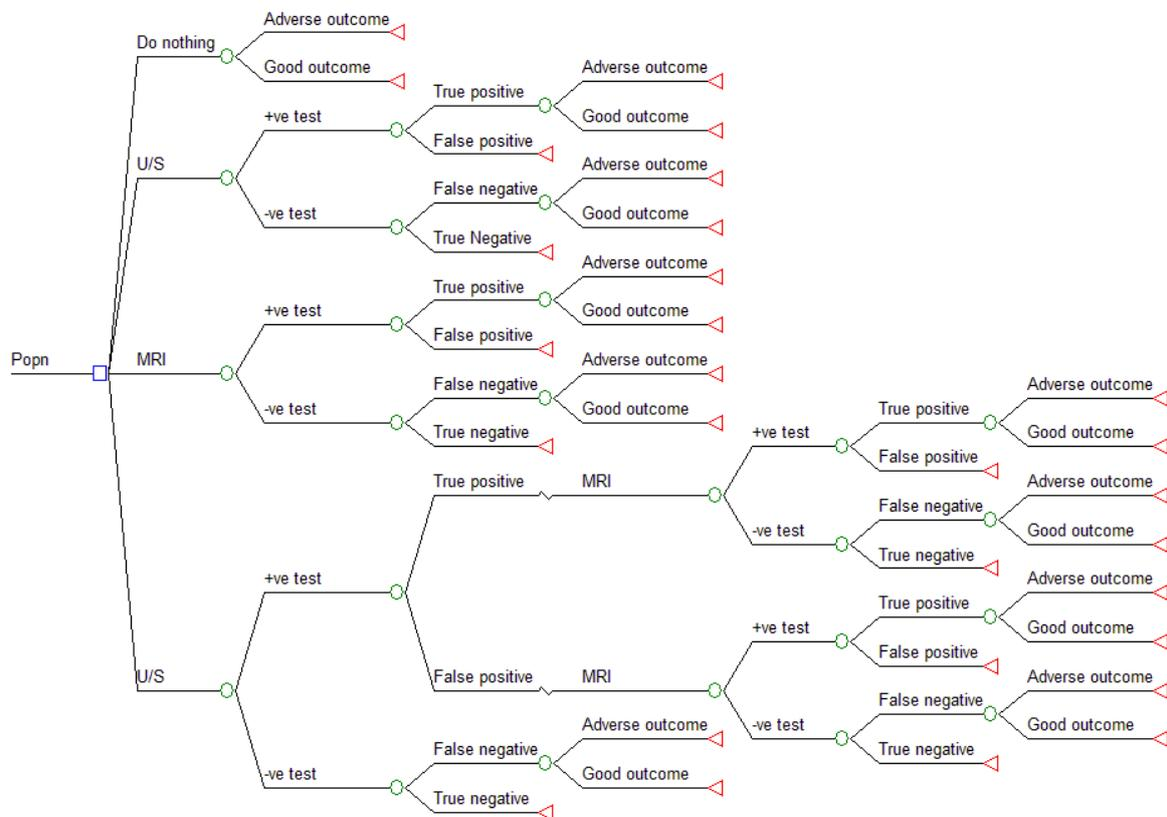 Adverse outcome
Do nothing
Good outcome
Adverse outcome
True positive
+ve test
Good outcome
False positive
U/S
Adverse outcome
False negative
-ve test
Good outcome
True Negative
Adverse outcome
True positive
+ve test
Good outcome
False positive
Popn
MRI
Adverse outcome
False negative
-ve test
Good outcome
True negative
Adverse outcome
True positive
+ve test
Good outcome
False positive
True positive
MRI
Adverse outcome
False negative
-ve test
Good outcome
True negative
+ve test
Adverse outcome
True positive
+ve test
Good outcome
False positive
False positive
MRI
U/S
Adverse outcome
False negative
-ve test
Good outcome
True negative
Adverse outcome
False negative
-ve test
Good outcome
True negative